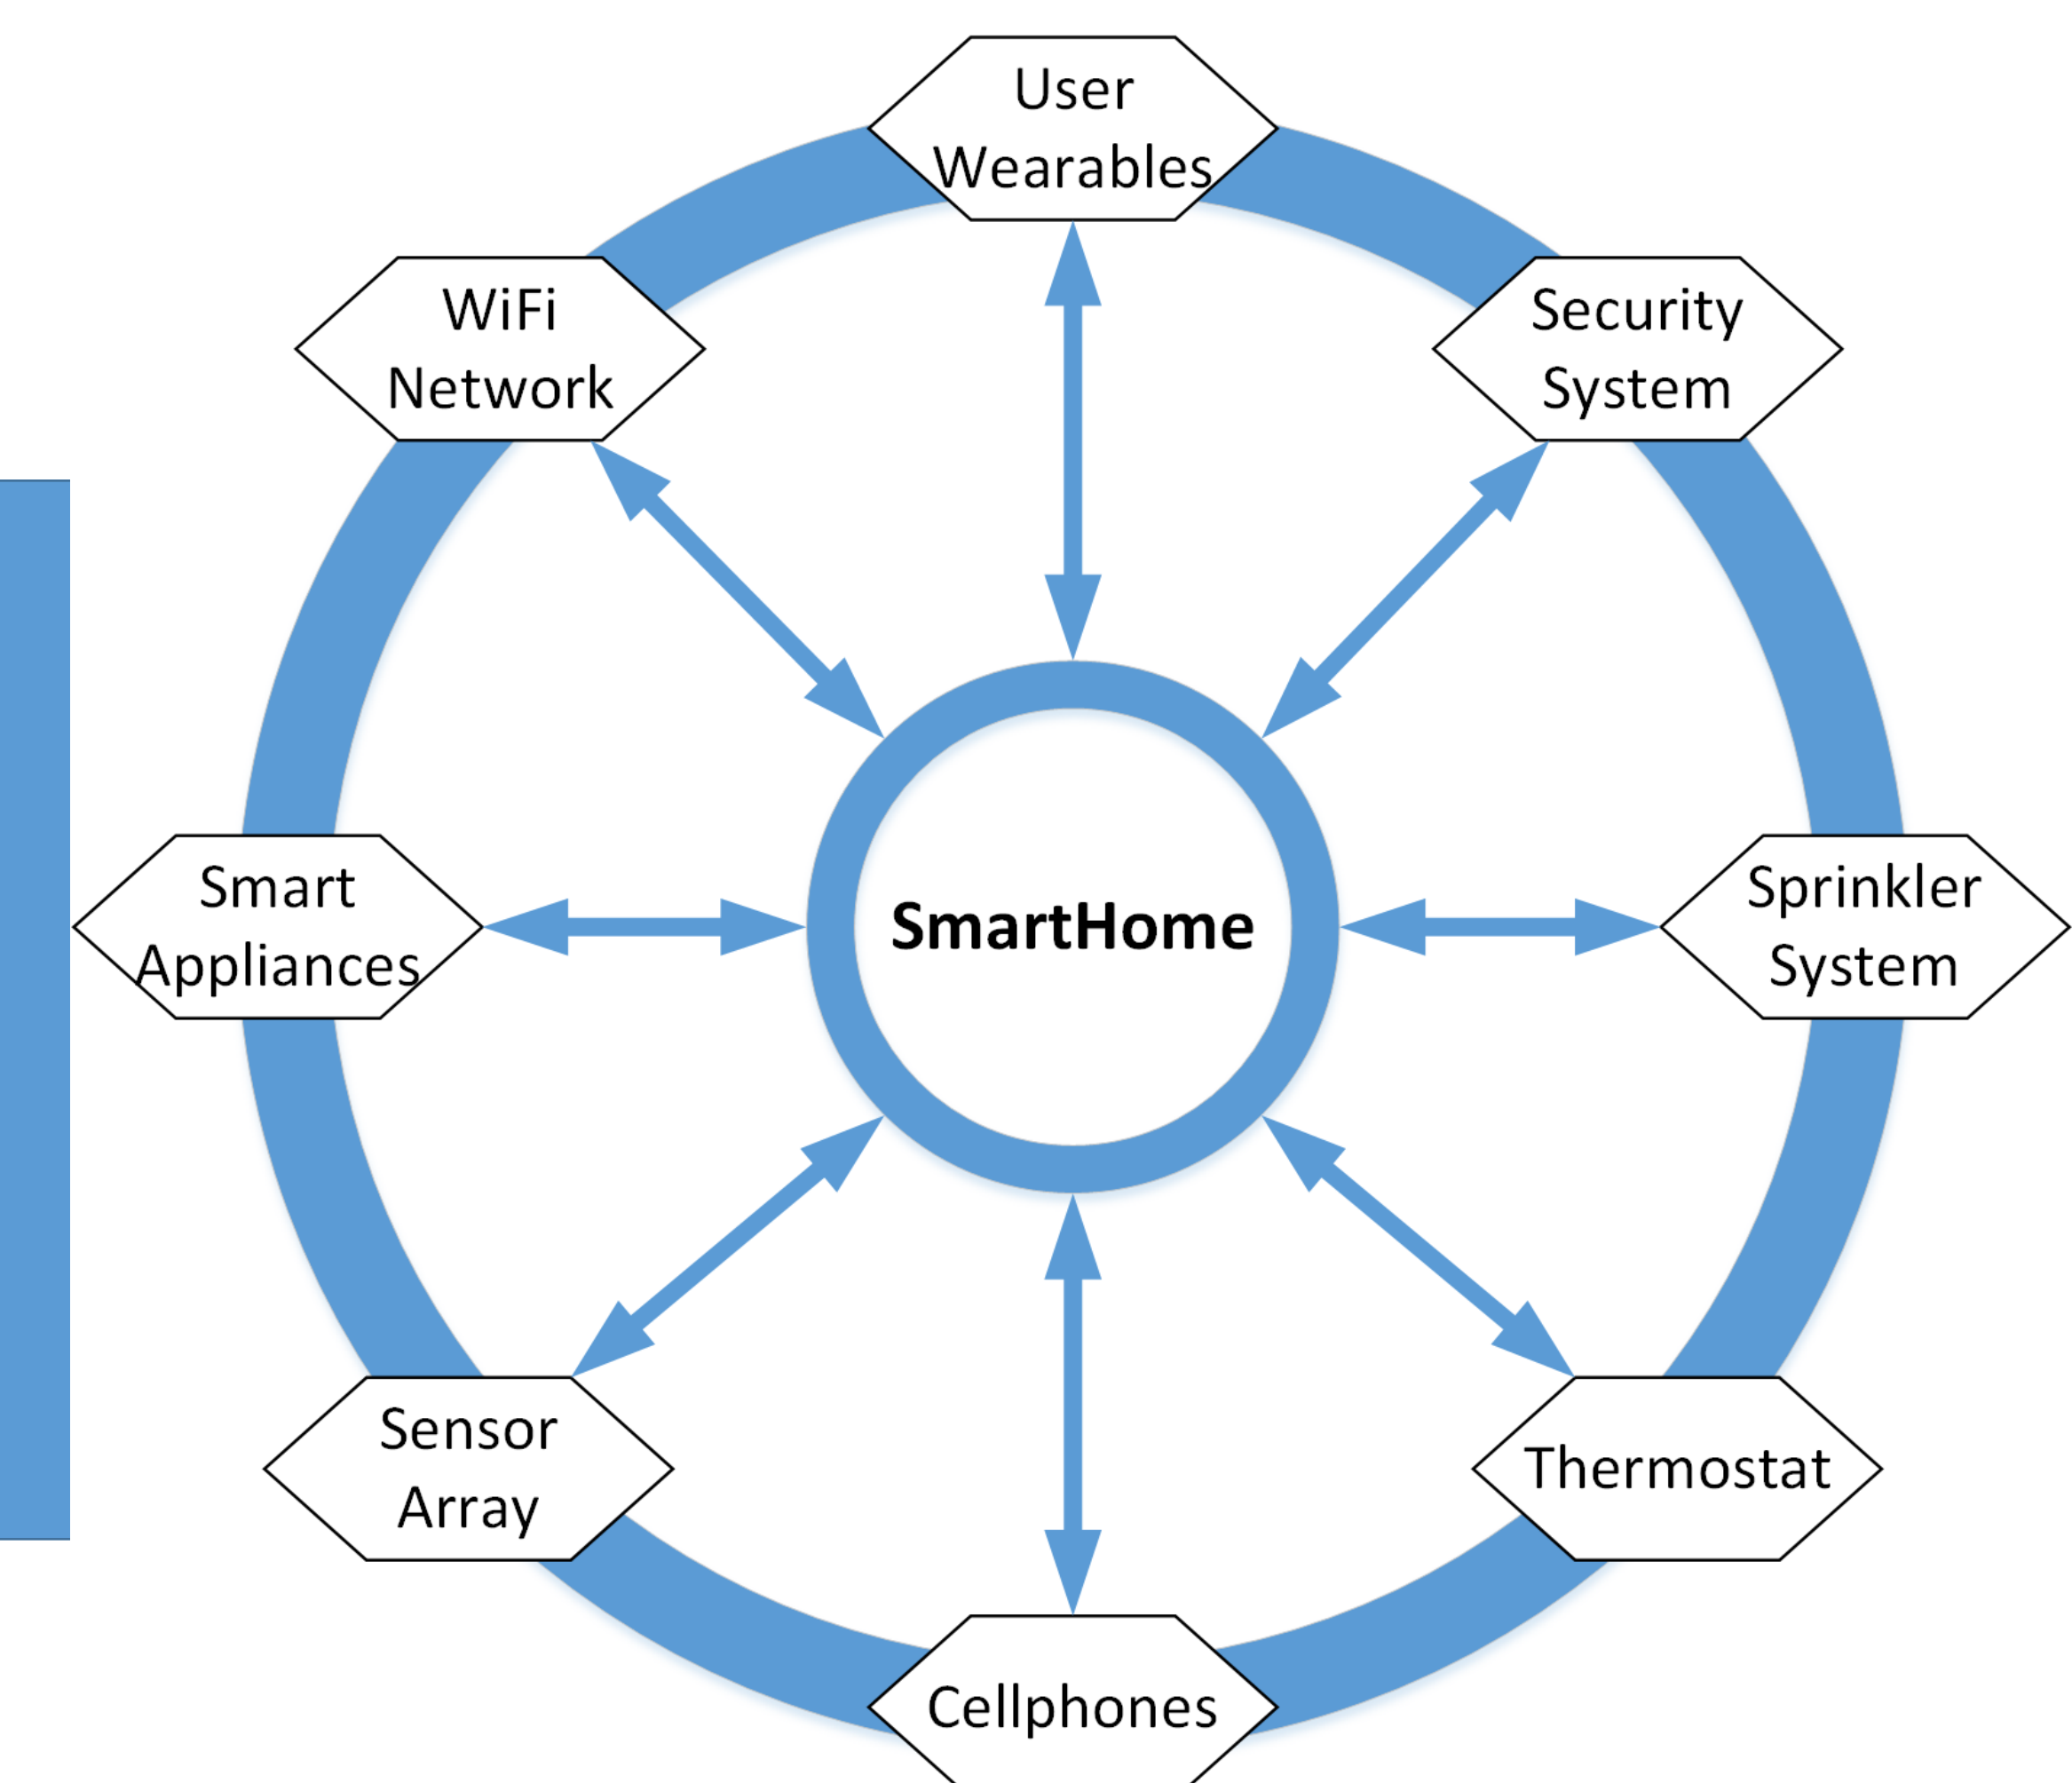 User
Wearables
WiFi
Network
Security
System
Smart
Appliances
SmartHome
Sprinkler
System
Sensor
Array
Thermostat
Cellphones